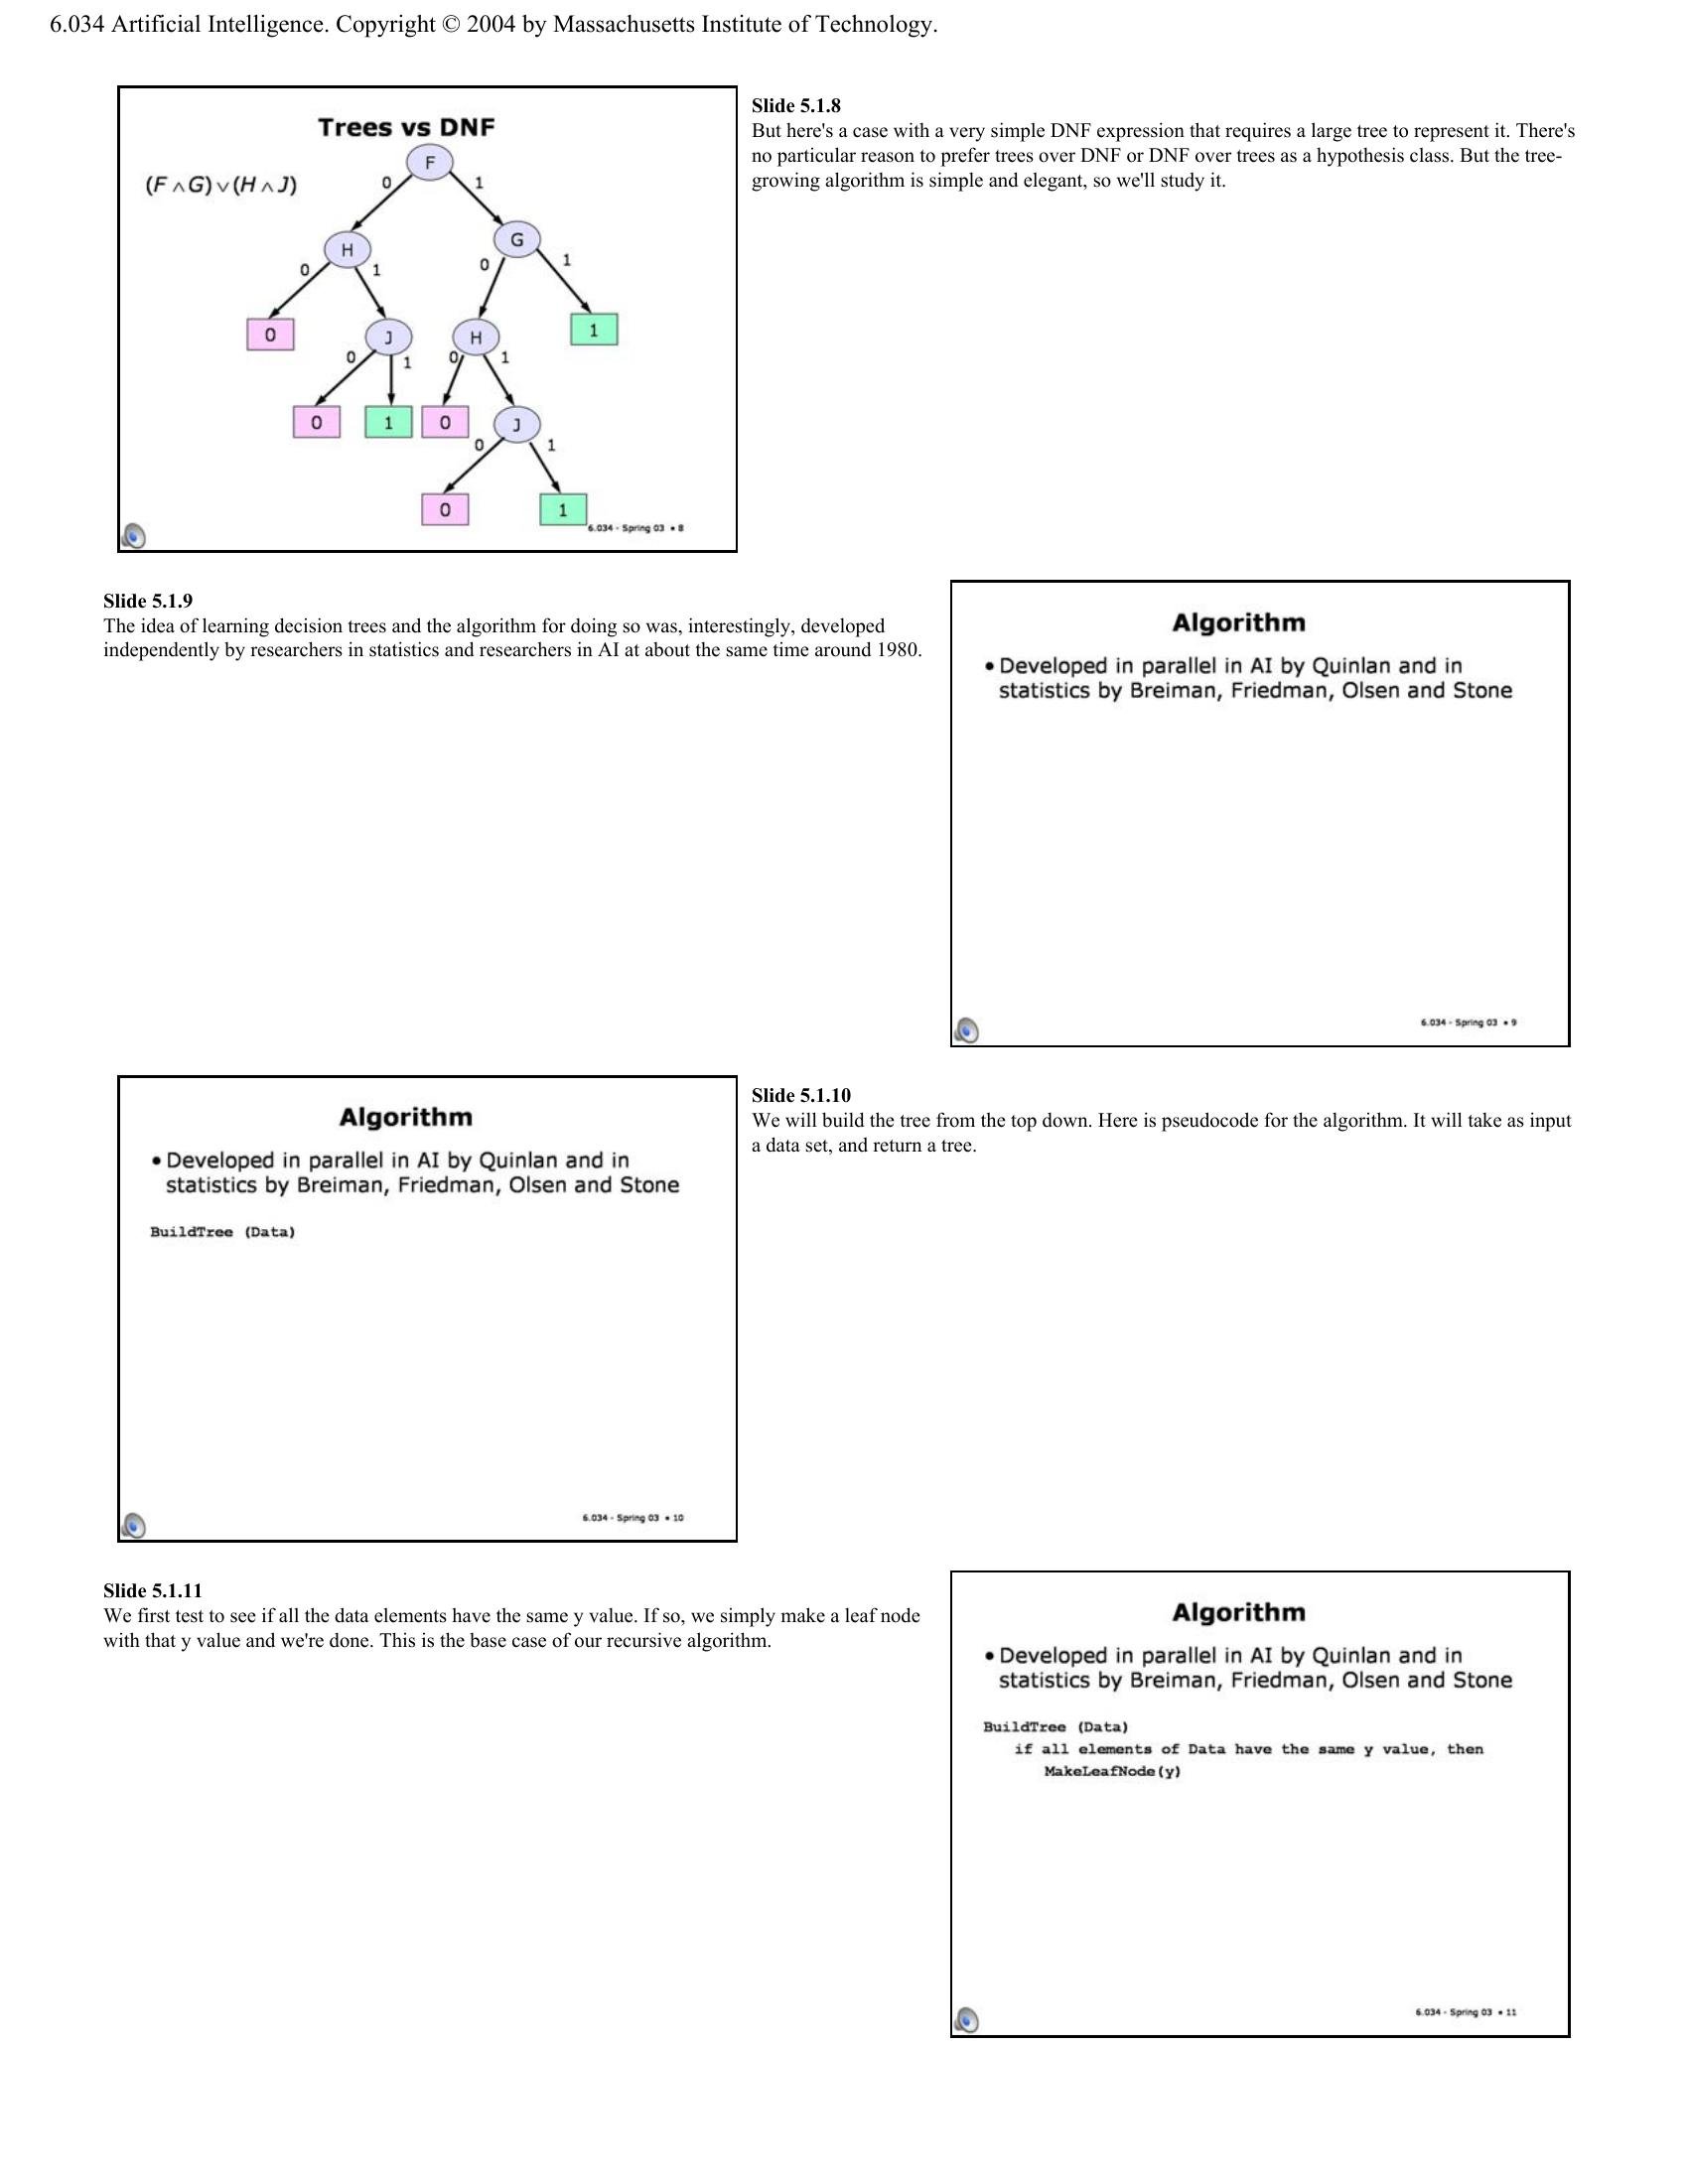 6.034 Artificial Intelligence. Copyright © 2004 by Massachusetts Institute of Technology.
Trees vs DNF
(F ∧ G) ∨ (H ∧ J)
F
0 1
H
G
0 1
0 1
0
J
H
1
0 1
0 1
0
1
0
J
0 1
0
1
6.034 - Spring 03 • 8
Slide 5.1.8
But here's a case with a very simple DNF expression that requires a large tree to represent it. There's
no particular reason to prefer trees over DNF or DNF over trees as a hypothesis class. But the tree-
growing algorithm is simple and elegant, so we'll study it.
Slide 5.1.9
The idea of learning decision trees and the algorithm for doing so was, interestingly, developed
independently by researchers in statistics and researchers in AI at about the same time around 1980.
Algorithm
• Developed in parallel in AI by Quinlan and in
statistics by Breiman, Friedman, Olsen and Stone
6.034 - Spring 03 • 9
Algorithm
• Developed in parallel in AI by Quinlan and in
statistics by Breiman, Friedman, Olsen and Stone
BuildTree (Data)
6.034 - Spring 03 • 10
Slide 5.1.10
We will build the tree from the top down. Here is pseudocode for the algorithm. It will take as input
a data set, and return a tree.
Slide 5.1.11
We first test to see if all the data elements have the same y value. If so, we simply make a leaf node
with that y value and we're done. This is the base case of our recursive algorithm.
Algorithm
• Developed in parallel in AI by Quinlan and in
statistics by Breiman, Friedman, Olsen and Stone
BuildTree (Data)
if all elements of Data have the same y value, then
MakeLeafNode(y)
6.034 - Spring 03 • 11